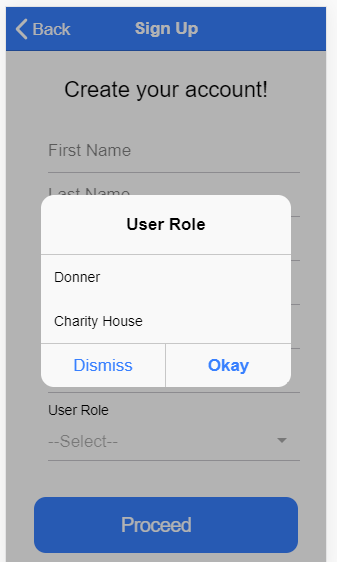 Back
Sign Up
Create your account!
First Name
Last Name
User Role
Donner
Charity House
Dismiss
Okay
User Role
--Select--
Proceed